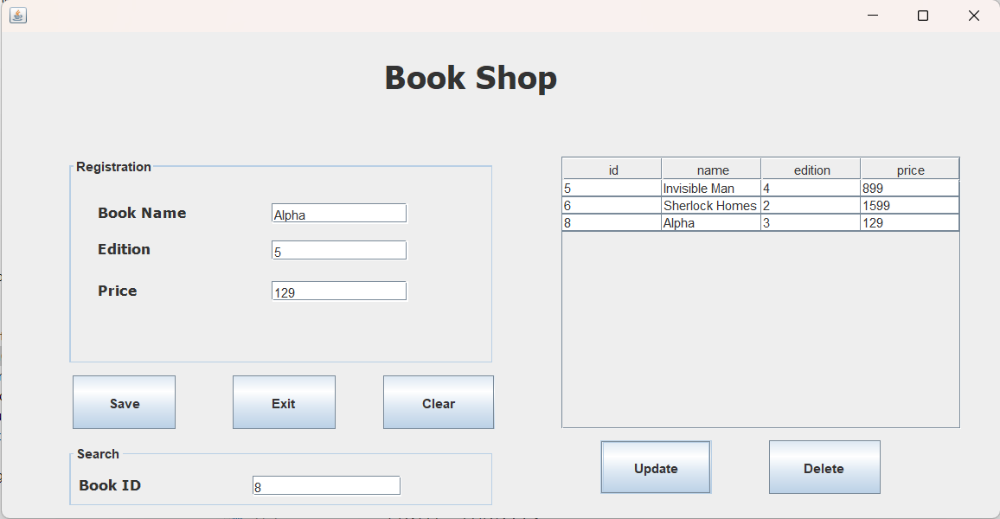 Book Shop
Registration
Book Name Alpha
Edition 5
Price 129
Save Exit Clear
Search
Book ID 8
id name edition price
5 Invisible Man 4 899
6 Sherlock Homes 2 1599
8 Alpha 3 129
Update Delete